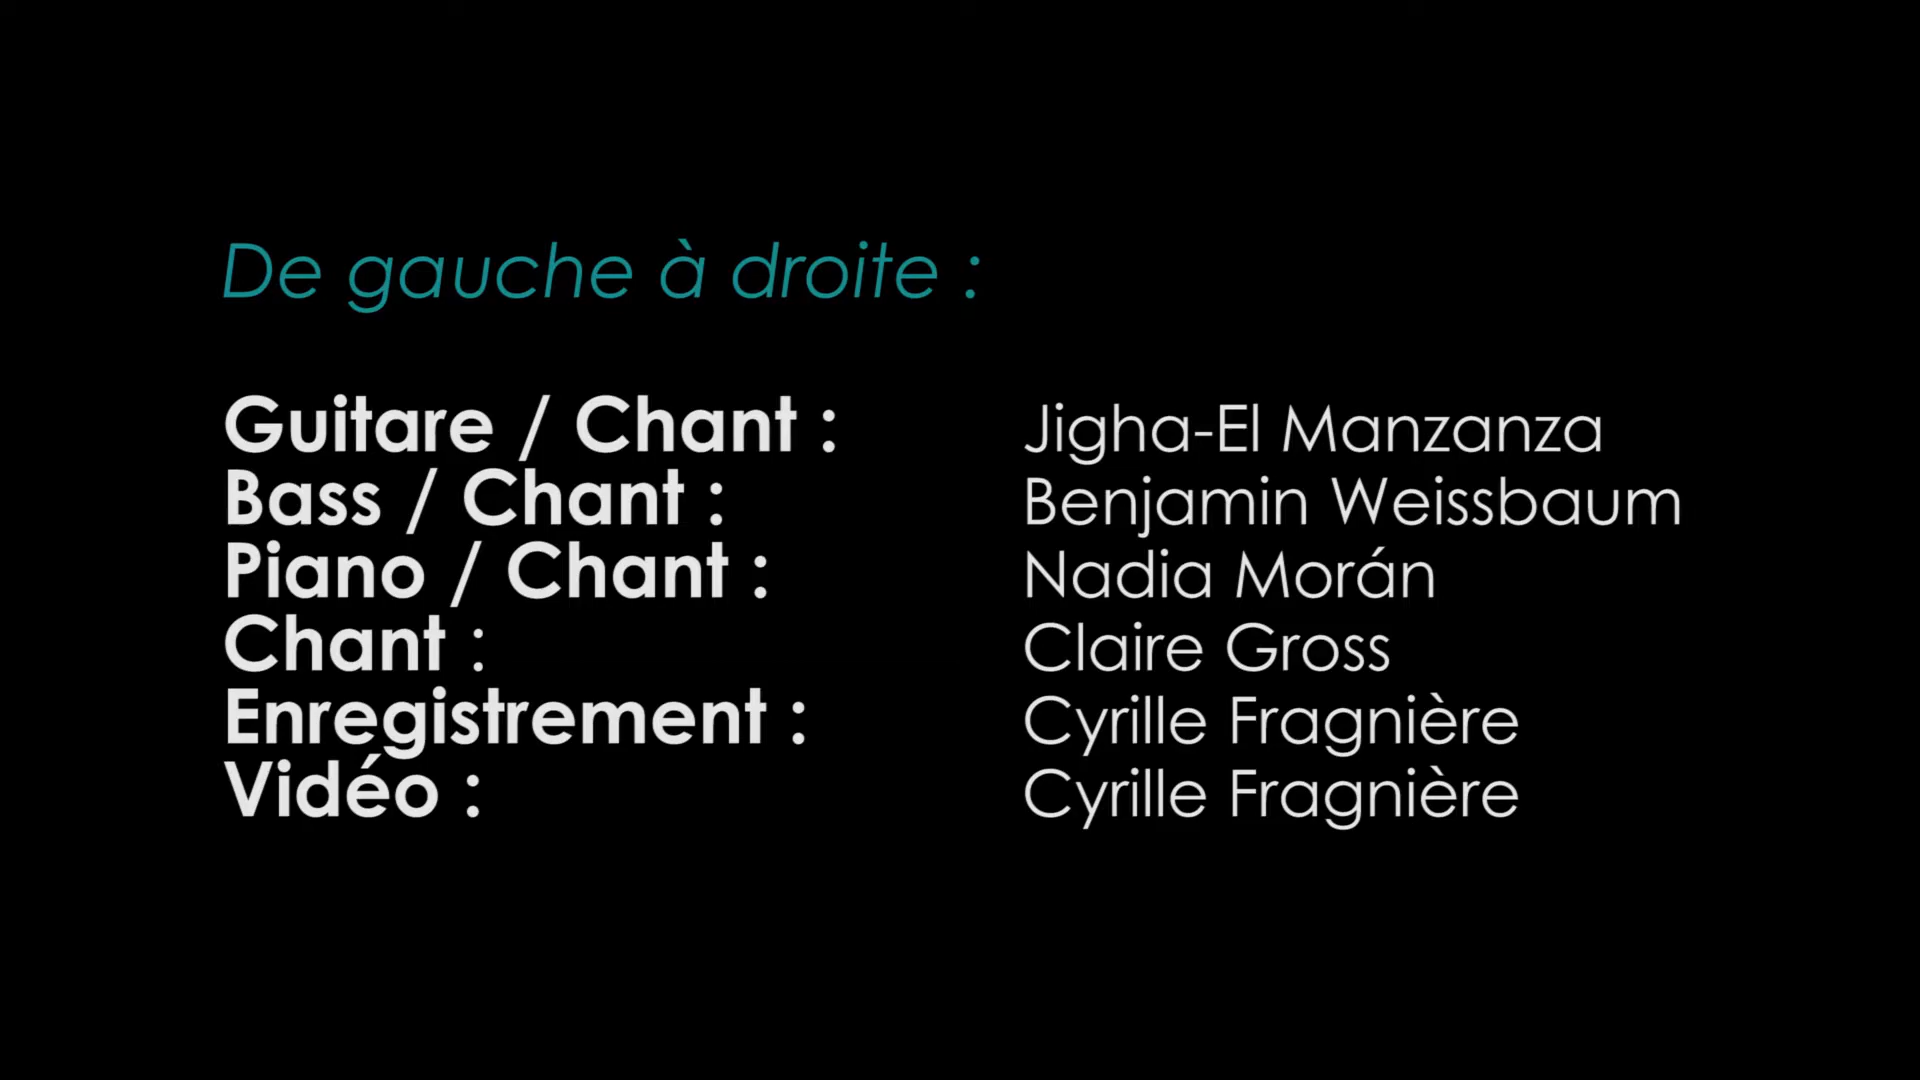 De gauche à droite :
Guitare / Chant : Jigha-El Manzanza
Bass / Chant : Benjamin Weissbaum
Piano / Chant : Nadia Morán
Chant : Claire Gross
Enregistrement : Cyrille Fragnière
Vidéo : Cyrille Fragnière